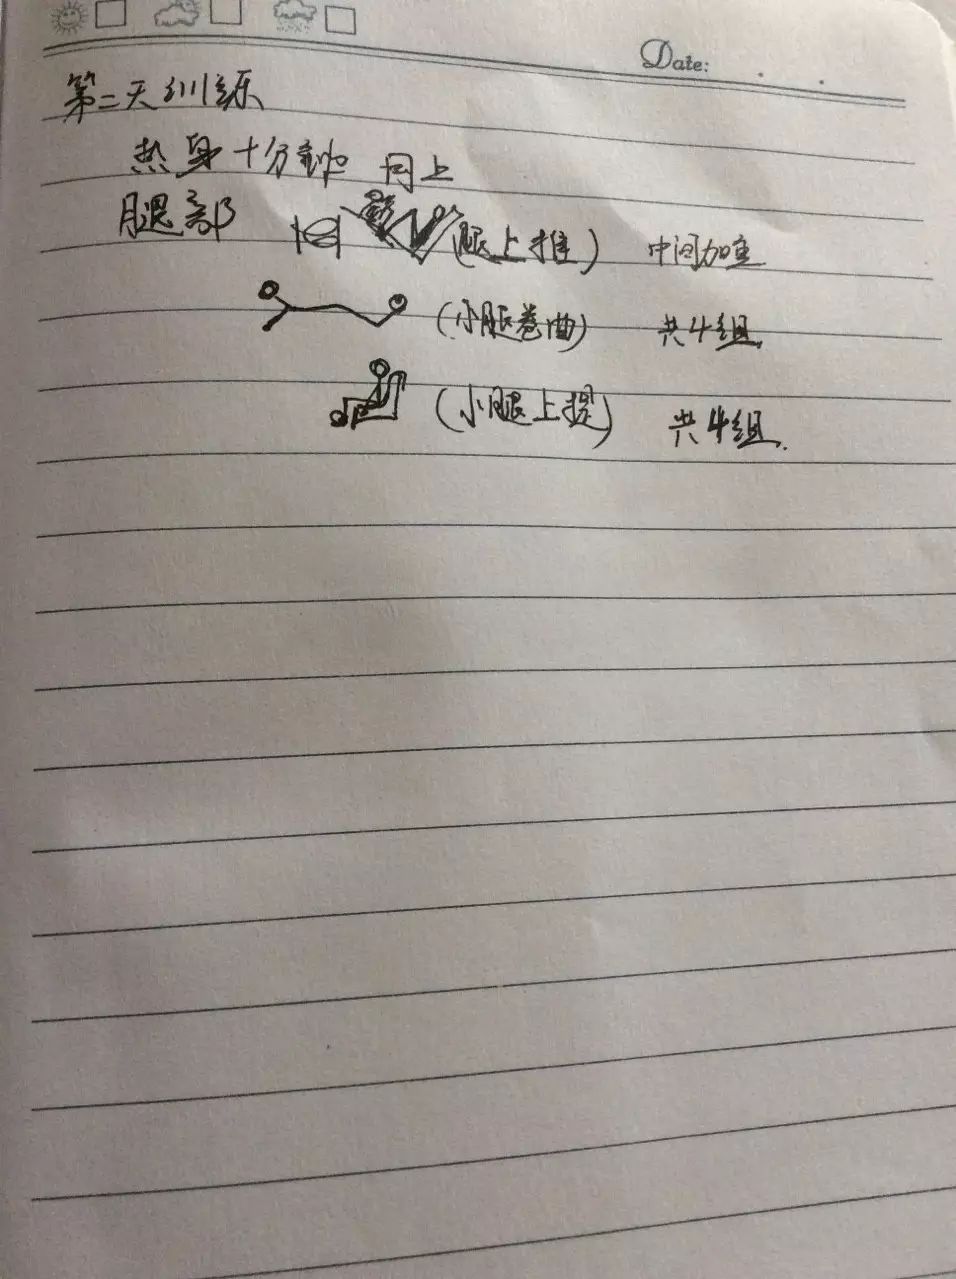 Date:
第二天训练
热身十分钟 同上
腿部 (腿上推) 中间加重
(小腿卷曲) 共4组
(小腿上提) 共4组.